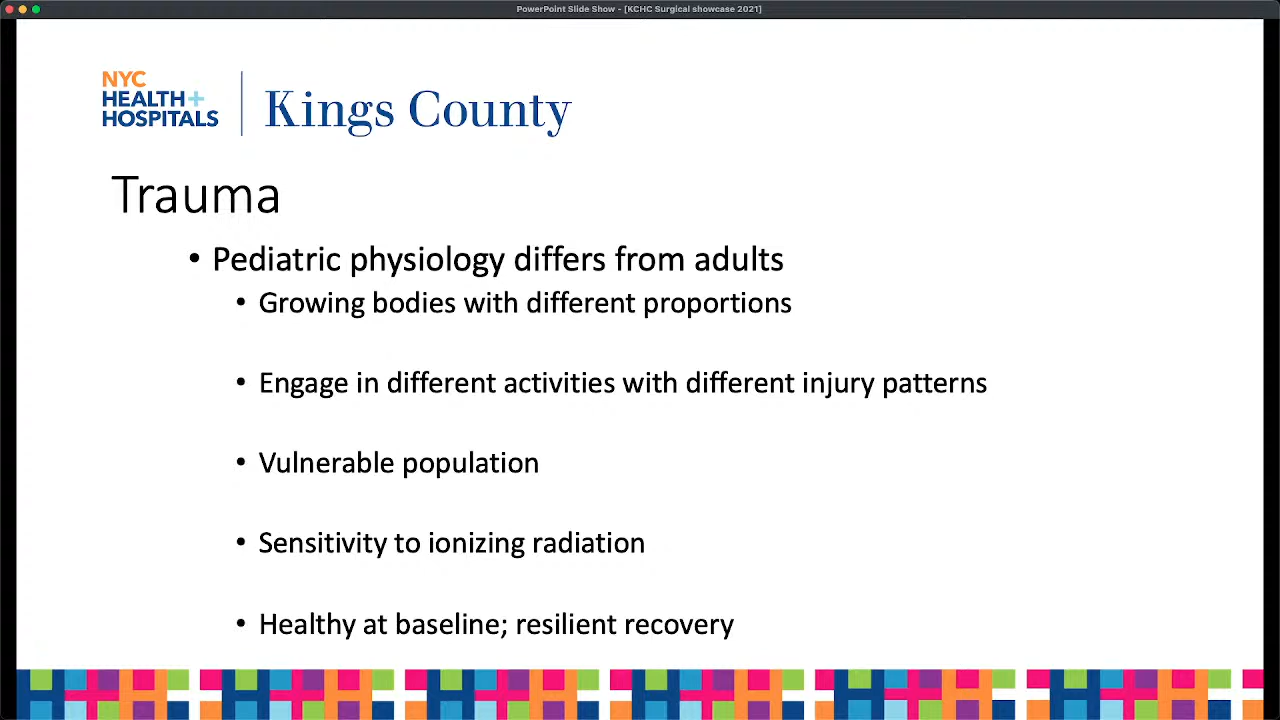 PowerPoint Slide Show - [KCHC Surgical showcase 2021]
NYC
HEALTH+
HOSPITALS
Kings County
Trauma
• Pediatric physiology differs from adults
• Growing bodies with different proportions
• Engage in different activities with different injury patterns
• Vulnerable population
• Sensitivity to ionizing radiation
• Healthy at baseline; resilient recovery